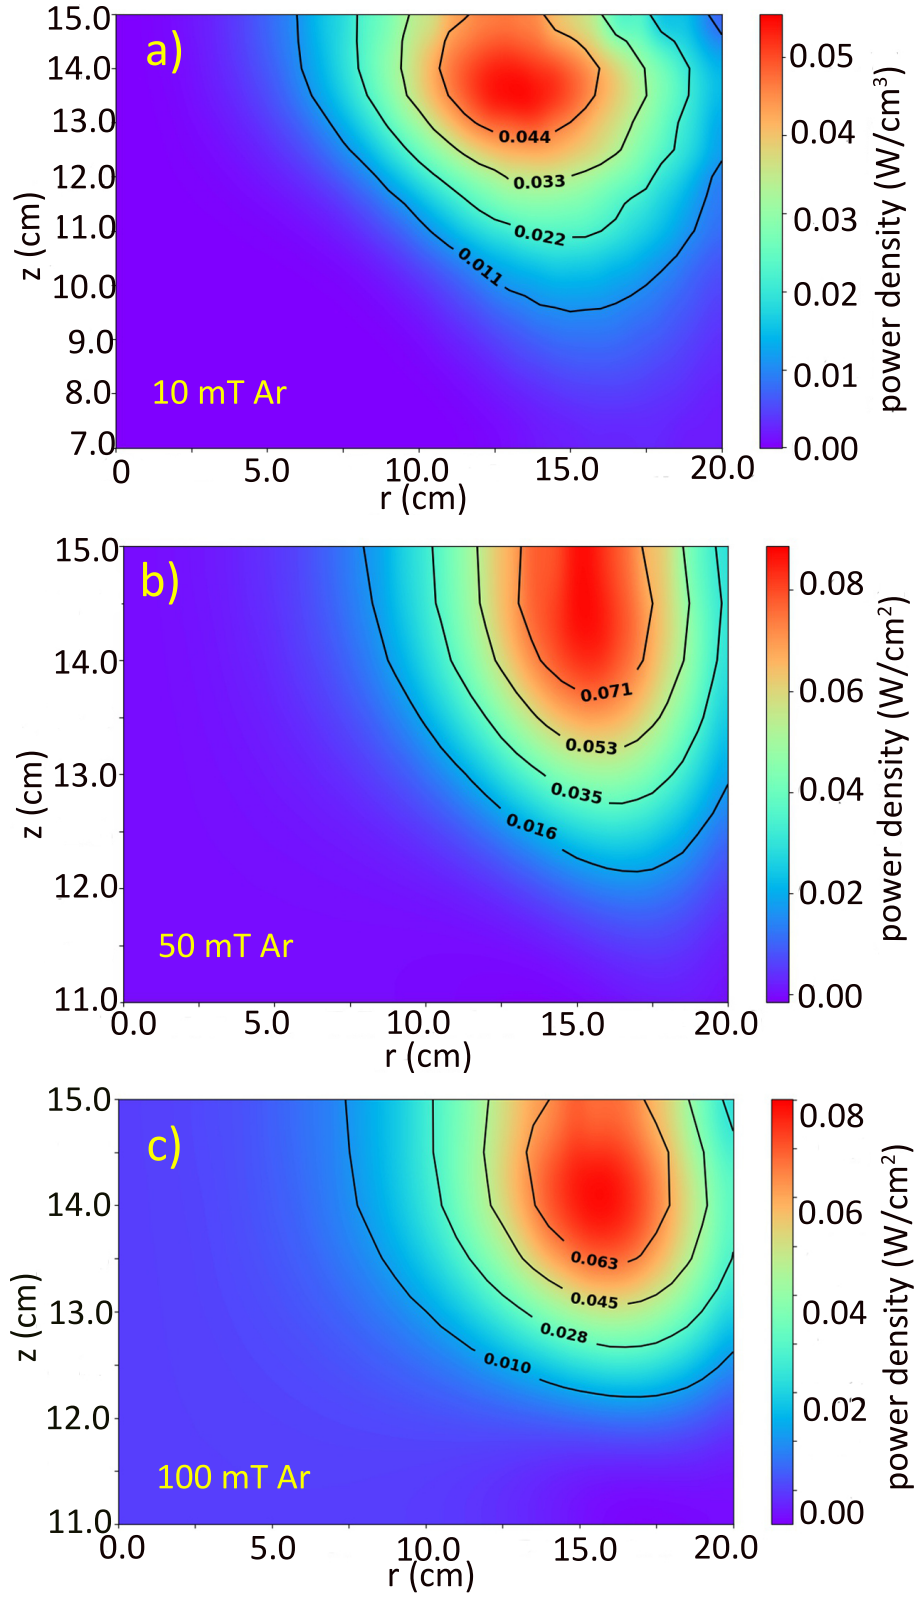 a)
15.0
14.0
13.0
12.0
11.0
10.0
9.0
8.0
7.0
z (cm)
0.044
0.033
0.022
0.011
10 mT Ar
0 5.0 10.0 15.0 20.0
r (cm)
0.05
0.04
0.03
0.02
0.01
0.00
power density (W/cm³)
b)
15.0
14.0
13.0
12.0
11.0
z (cm)
0.071
0.053
0.035
0.016
50 mT Ar
0.0 5.0 10.0 15.0 20.0
r (cm)
0.08
0.06
0.04
0.02
0.00
power density (W/cm²)
c)
15.0
14.0
13.0
12.0
11.0
z (cm)
0.063
0.045
0.028
0.010
100 mT Ar
0.0 5.0 10.0 15.0 20.0
r (cm)
0.08
0.06
0.04
0.02
0.00
power density (W/cm²)